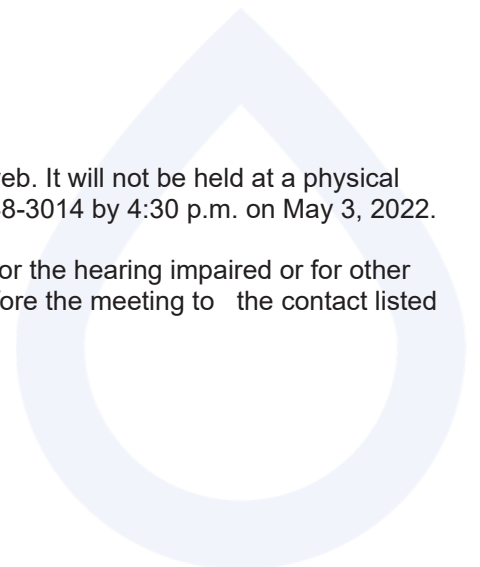 eb. It will not be held at a physical
8-3014 by 4:30 p.m. on May 3, 2022.
or the hearing impaired or for other
ore the meeting to the contact listed